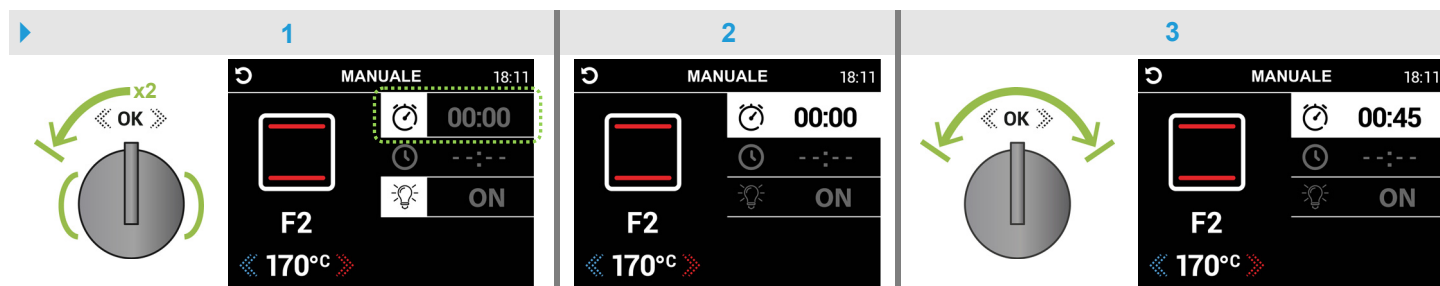 1
2
3
x2
OK
MANUALE 18:11
00:00
--:--
ON
F2
170°C
MANUALE 18:11
00:00
--:--
ON
F2
170°C
OK
MANUALE 18:11
00:45
--:--
ON
F2
170°C